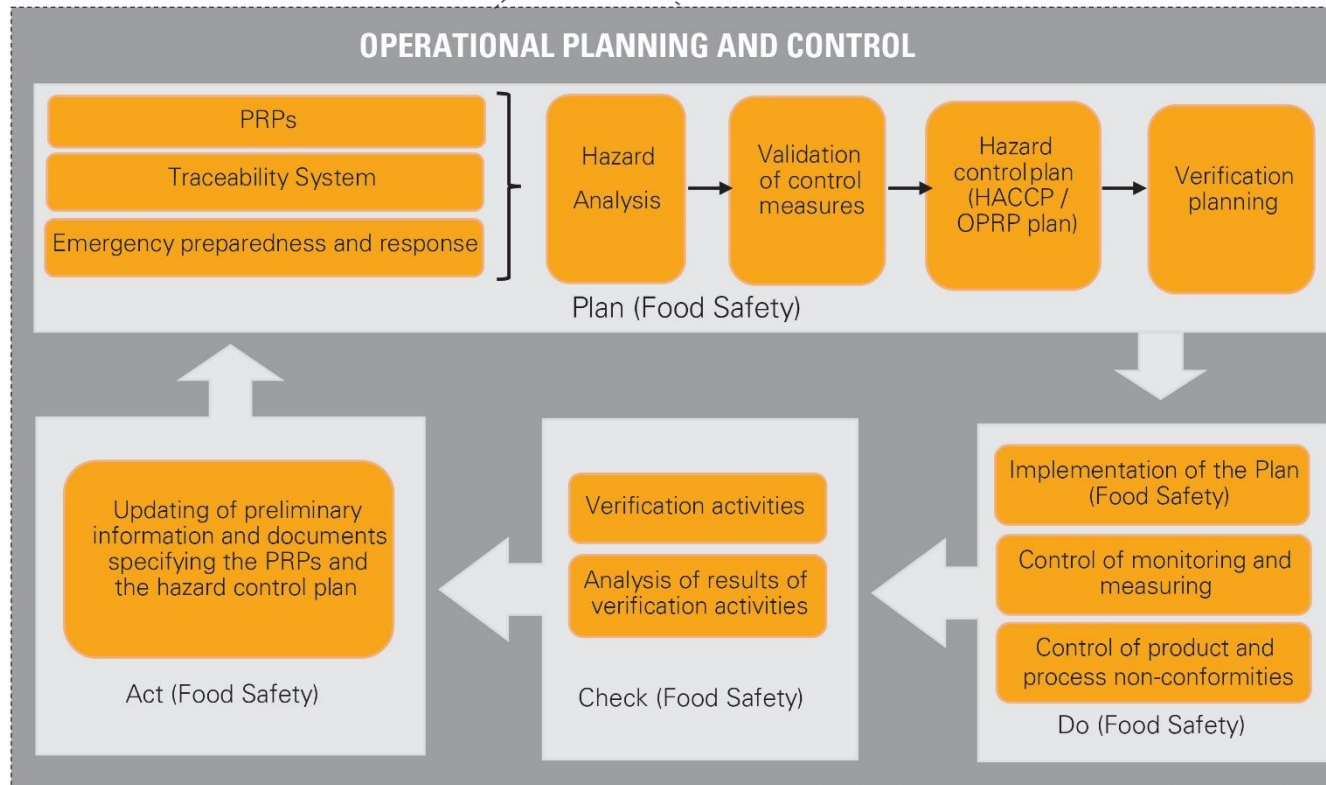 OPERATIONAL PLANNING AND CONTROL
PRPs
Traceability System
Emergency preparedness and response
Hazard
Analysis
Validation
of control
measures
Hazard
control plan
(HACCP /
OPRP plan)
Verification
planning
Plan (Food Safety)
Implementation of the Plan
(Food Safety)
Control of monitoring and
measuring
Control of product and
process non-conformities
Do (Food Safety)
Verification activities
Analysis of results of
verification activities
Check (Food Safety)
Updating of preliminary
information and documents
specifying the PRPs and
the hazard control plan
Act (Food Safety)